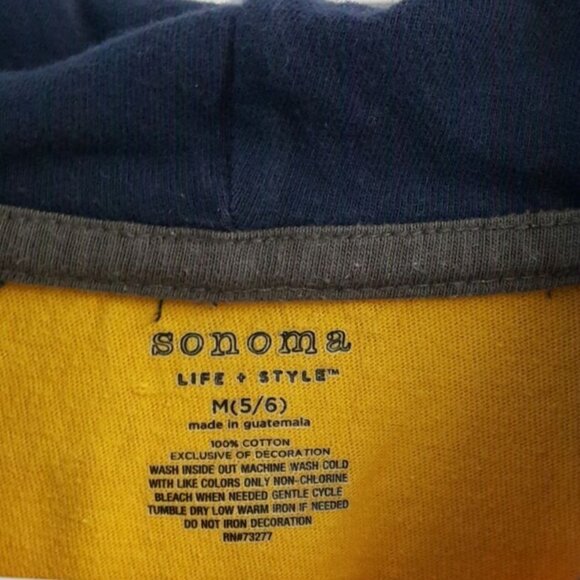 sonoma
LIFE + STYLE™
M(5/6)
made in guatemala
100% COTTON
EXCLUSIVE OF DECORATION
WASH INSIDE OUT MACHINE WASH COLD
WITH LIKE COLORS ONLY NON-CHLORINE
BLEACH WHEN NEEDED GENTLE CYCLE
TUMBLE DRY LOW WARM IRON IF NEEDED
DO NOT IRON DECORATION
RN#73277